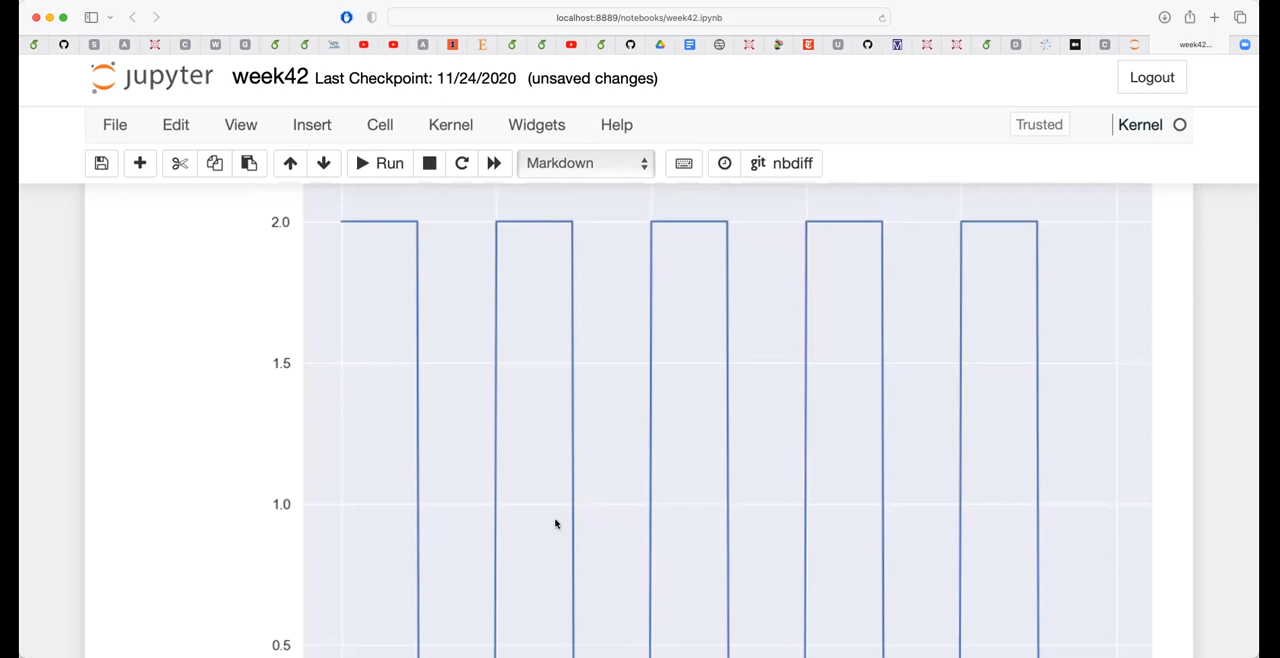 localhost:8889/notebooks/week42.ipynb
week42...
jupyter week42 Last Checkpoint: 11/24/2020 (unsaved changes) Logout
File Edit View Insert Cell Kernel Widgets Help Trusted Kernel
Run Markdown git nbdiff
2.0
1.5
1.0
0.5